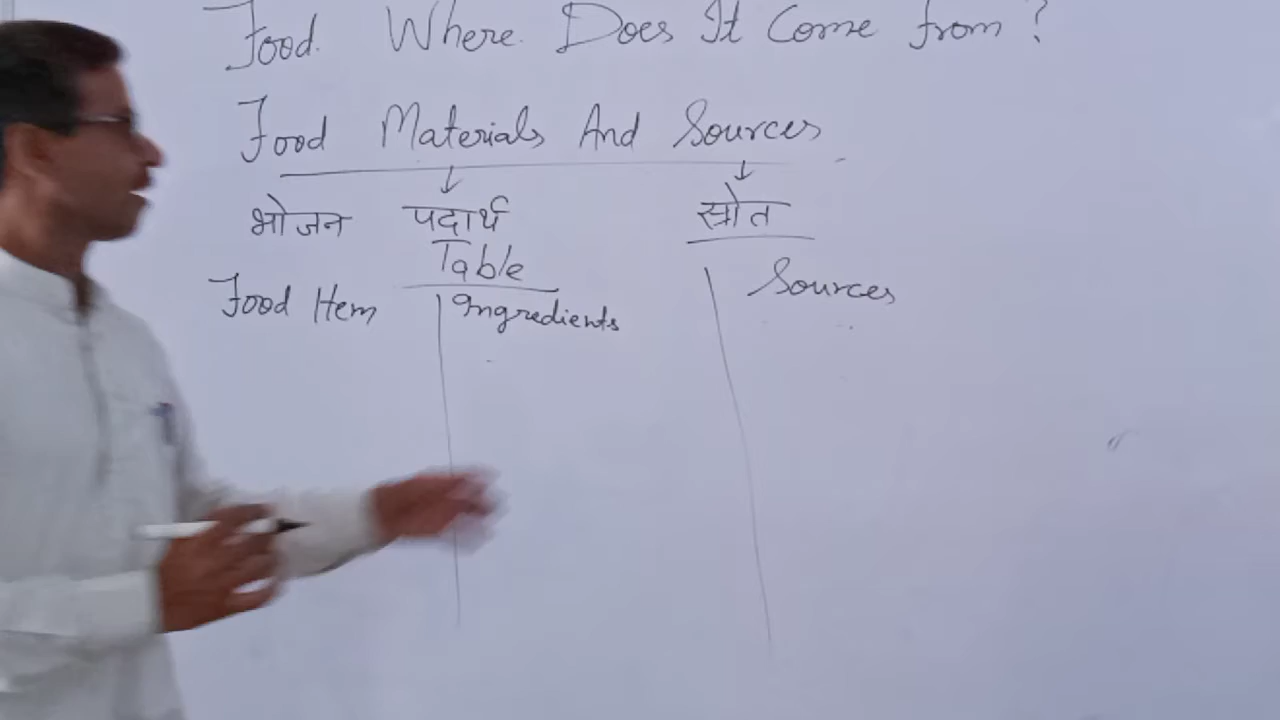 Food. Where. Does It Come from?
Food Materials And Sources
भोजन पदार्थ स्रोत
Table
Food Item Ingredients Sources